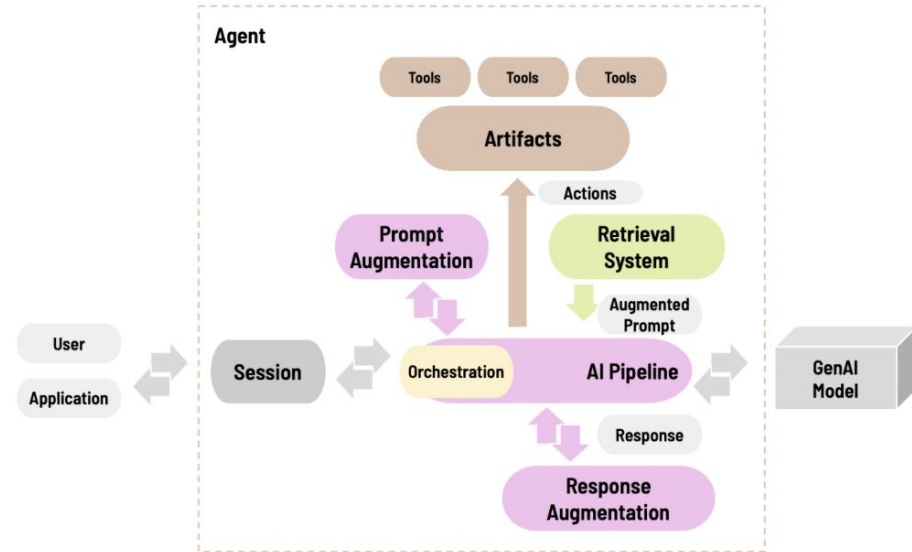 Agent
Tools
Tools
Tools
Artifacts
Actions
Prompt
Augmentation
Retrieval
System
Augmented
Prompt
User
Application
Session
Orchestration
AI Pipeline
GenAI
Model
Response
Response
Augmentation